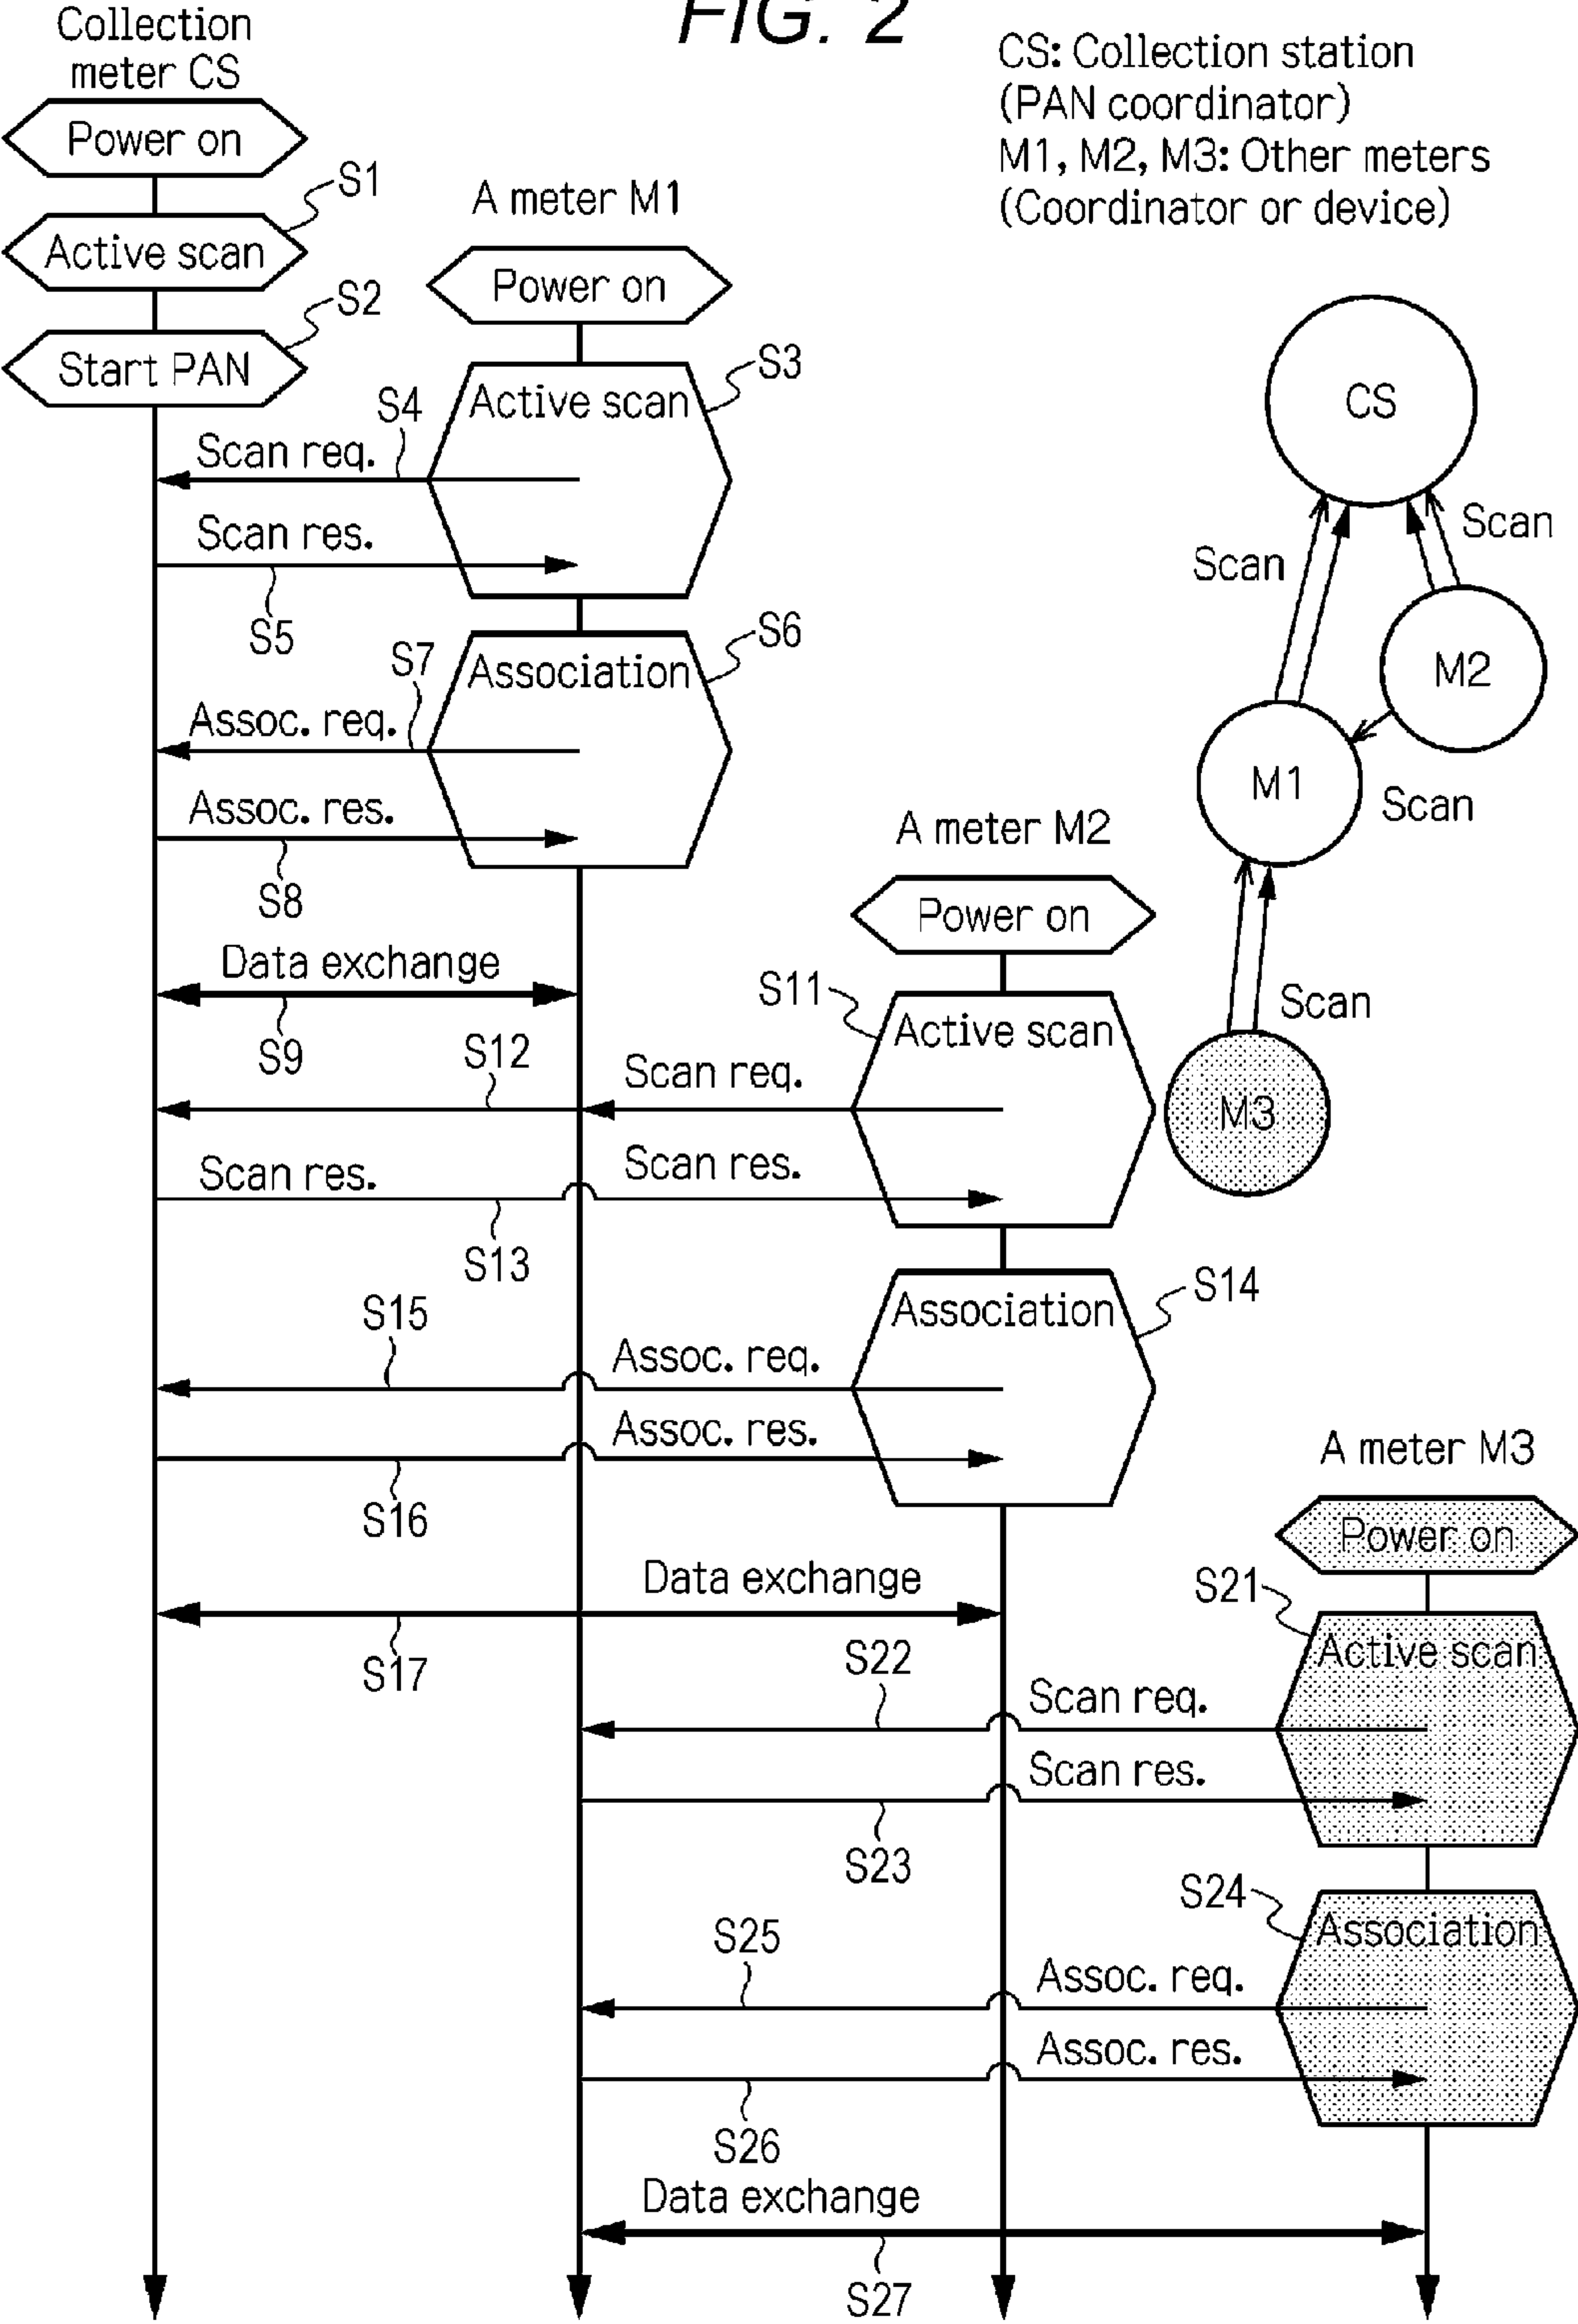 FIG. 2
Collection
meter CS
CS: Collection station
(PAN coordinator)
M1, M2, M3: Other meters
(Coordinator or device)
Power on
S1
Active scan
S2
Start PAN
A meter M1
Power on
S3
Active scan
S4
Scan req.
Scan res.
S5
S6
Association
S7
Assoc. req.
Assoc. res.
S8
Data exchange
S9
CS
Scan
Scan
M2
M1
Scan
Scan
M3
A meter M2
Power on
S11
Active scan
S12
Scan req.
Scan res.
Scan res.
S13
S14
Association
S15
Assoc. req.
Assoc. res.
S16
Data exchange
S17
A meter M3
Power on
S21
Active scan
S22
Scan req.
Scan res.
S23
S24
Association
S25
Assoc. req.
Assoc. res.
S26
Data exchange
S27